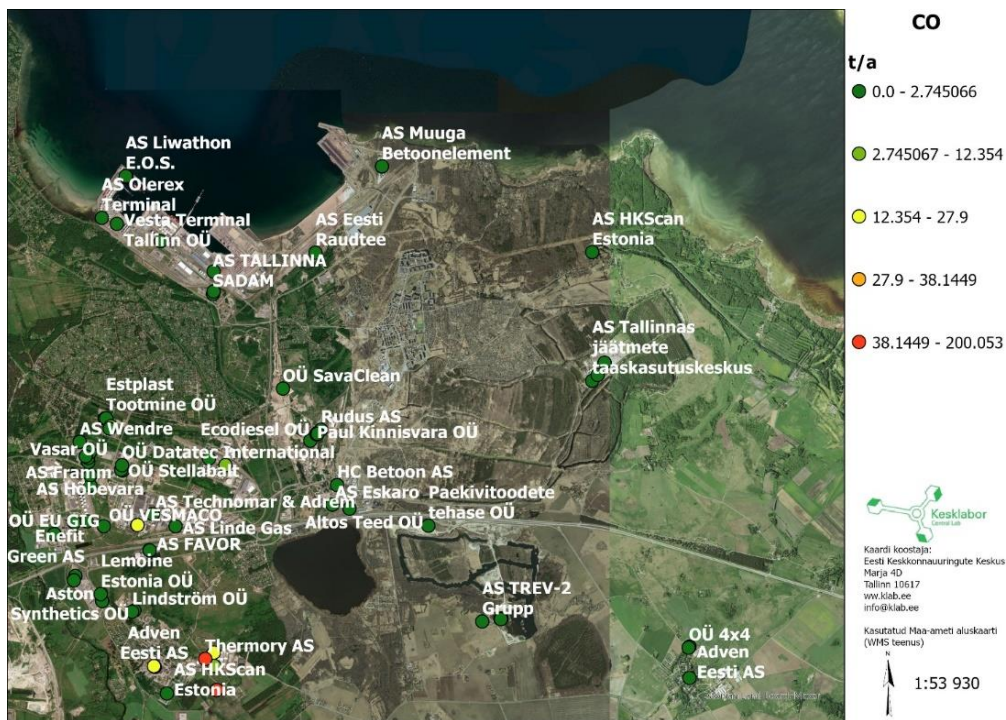 CO
t/a
0.0 - 2.745066
2.745067 - 12.354
12.354 - 27.9
27.9 - 38.1449
38.1449 - 200.053
AS Liwathon
E.O.S.
AS Olerex
Terminal
Vesta Terminal
Tallinn OÜ
AS Muuga
Betoonelement
AS Eesti
Raudtee
AS HKScan
Estonia
AS TALLINNA
SADAM
AS Tallinnas
jäätmete
taaskasutuskeskus
OÜ SavaClean
Estplast
Tootmine OÜ
Rudus AS
AS Wendre
Ecodiesel OÜ
Paul Kinnisvara OÜ
Vasar OÜ
OÜ Datatec International
AS Framm
OÜ Stellabalt
HC Betoon AS
AS Hõbevara
AS Technomar & Adrem
AS Eskaro
Paekivitoodete
tehase OÜ
OÜ EU GIG
OÜ VESMACO
AS Linde Gas
Altos Teed OÜ
Enefit
Green AS
AS FAVOR
Lemoine
Estonia OÜ
Aston
Synthetics OÜ
Lindström OÜ
AS TREV-2
Grupp
Adven
Eesti AS
Thermory AS
AS HKScan
Estonia
OÜ 4x4
Adven
Eesti AS
Kesklabor
Central Lab
Kaardi koostaja:
Eesti Keskkonnauuringute Keskus
Marja 4D
Tallinn 10617
ww.klab.ee
info@klab.ee
Kasutatud Maa-ameti aluskaarti
(WMS teenus)
N
1:53 930